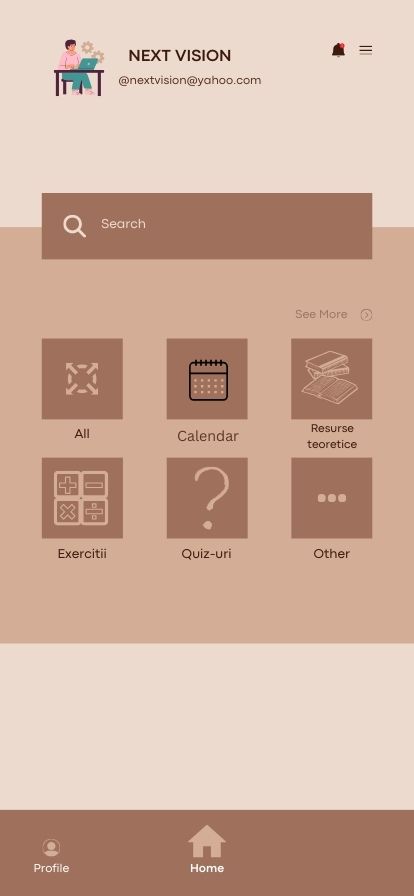 NEXT VISION
@nextvision@yahoo.com
Search
See More
All
Calendar
Resurse
teoretice
Exercitii
Quiz-uri
Other
Profile
Home